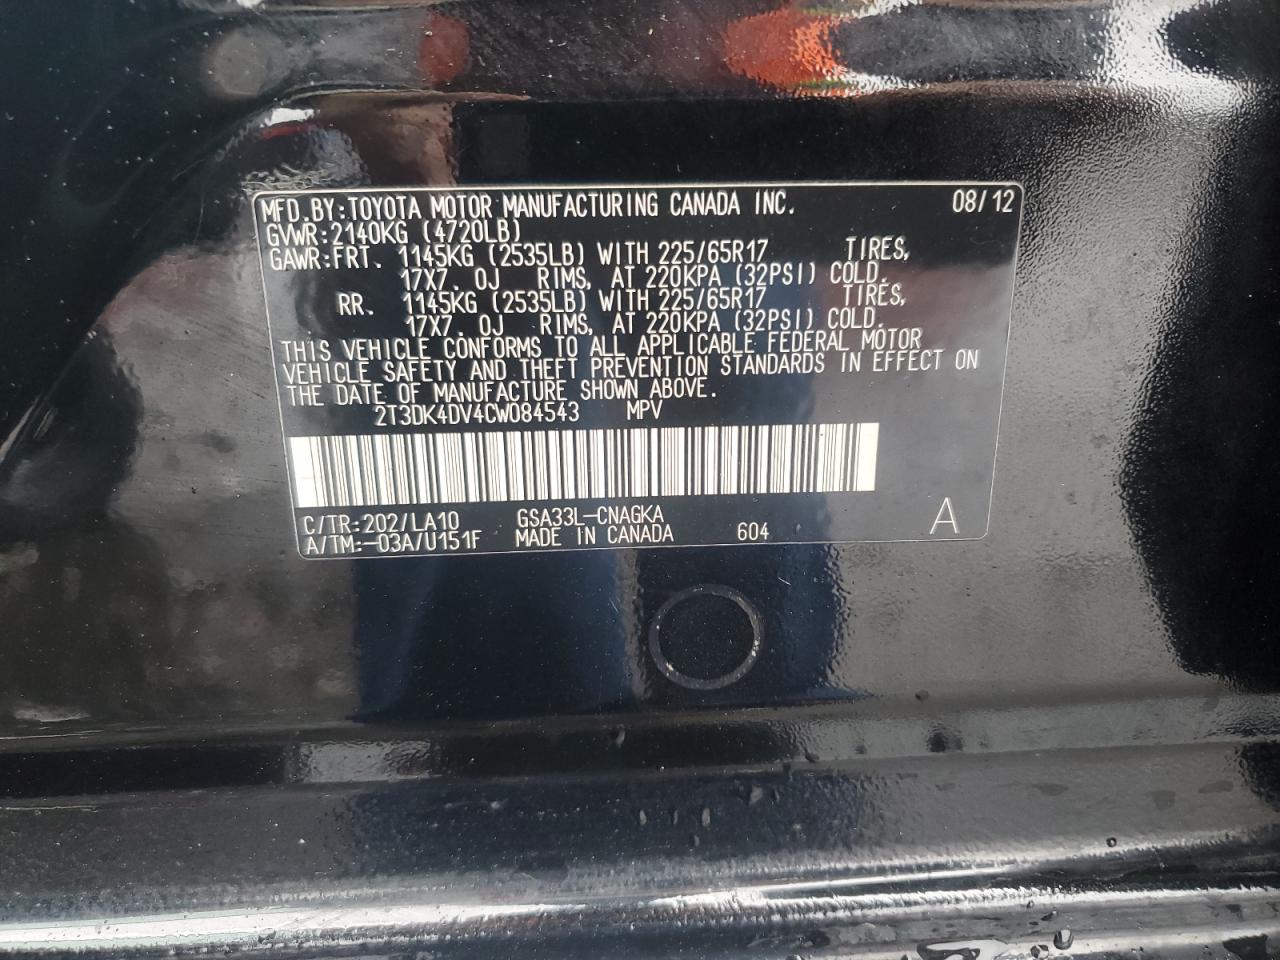 MFD.BY:TOYOTA MOTOR MANUFACTURING CANADA INC. 08/12
GVWR:2140KG (4720LB)
GAWR:FRT. 1145KG (2535LB) WITH 225/65R17 TIRES,
17X7.0J RIMS, AT 220KPA (32PSI) COLD.
RR. 1145KG (2535LB) WITH 225/65R17 TIRES,
17X7.0J RIMS, AT 220KPA (32PSI) COLD.
THIS VEHICLE CONFORMS TO ALL APPLICABLE FEDERAL MOTOR
VEHICLE SAFETY AND THEFT PREVENTION STANDARDS IN EFFECT ON
THE DATE OF MANUFACTURE SHOWN ABOVE.
2T3DK4DV4CW084543 MPV
C/TR:202/LA10 GSA33L-CNAGKA
A/TM:-03A/U151F MADE IN CANADA 604 A